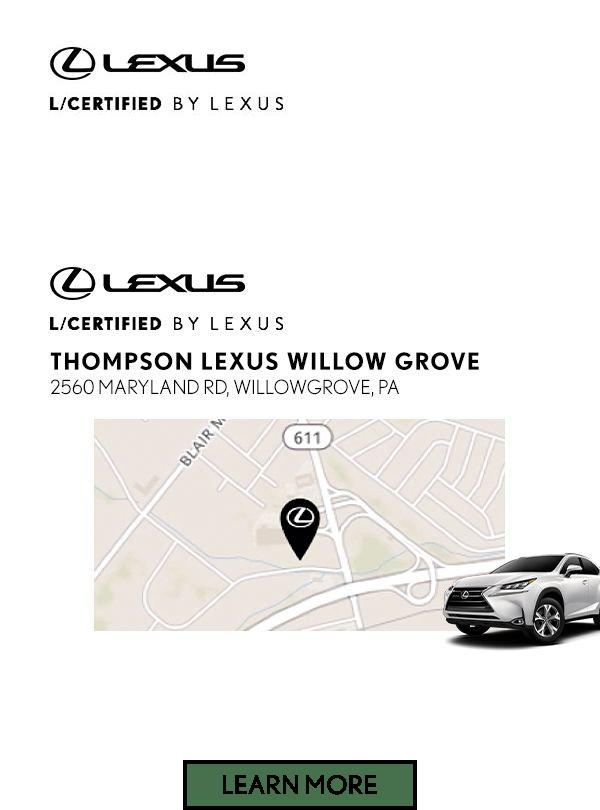 LEXUS
L/CERTIFIED BY LEXUS
LEXUS
L/CERTIFIED BY LEXUS
THOMPSON LEXUS WILLOW GROVE
2560 MARYLAND RD, WILLOWGROVE, PA
611
BLAIR M
LEARN MORE